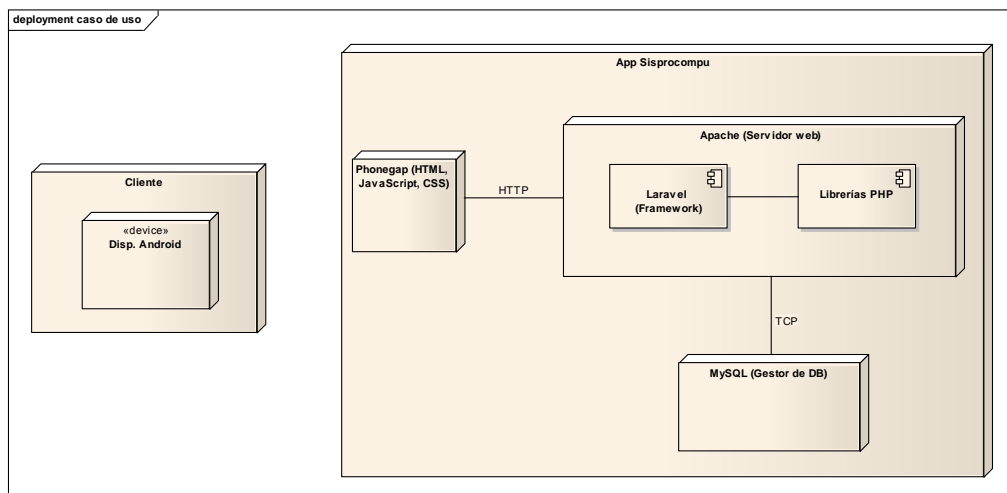 deployment caso de uso
App Sisprocompu
Apache (Servidor web)
Phonegap (HTML,
JavaScript, CSS)
HTTP
Laravel
(Framework)
Librerías PHP
Cliente
«device»
Disp. Android
TCP
MySQL (Gestor de DB)